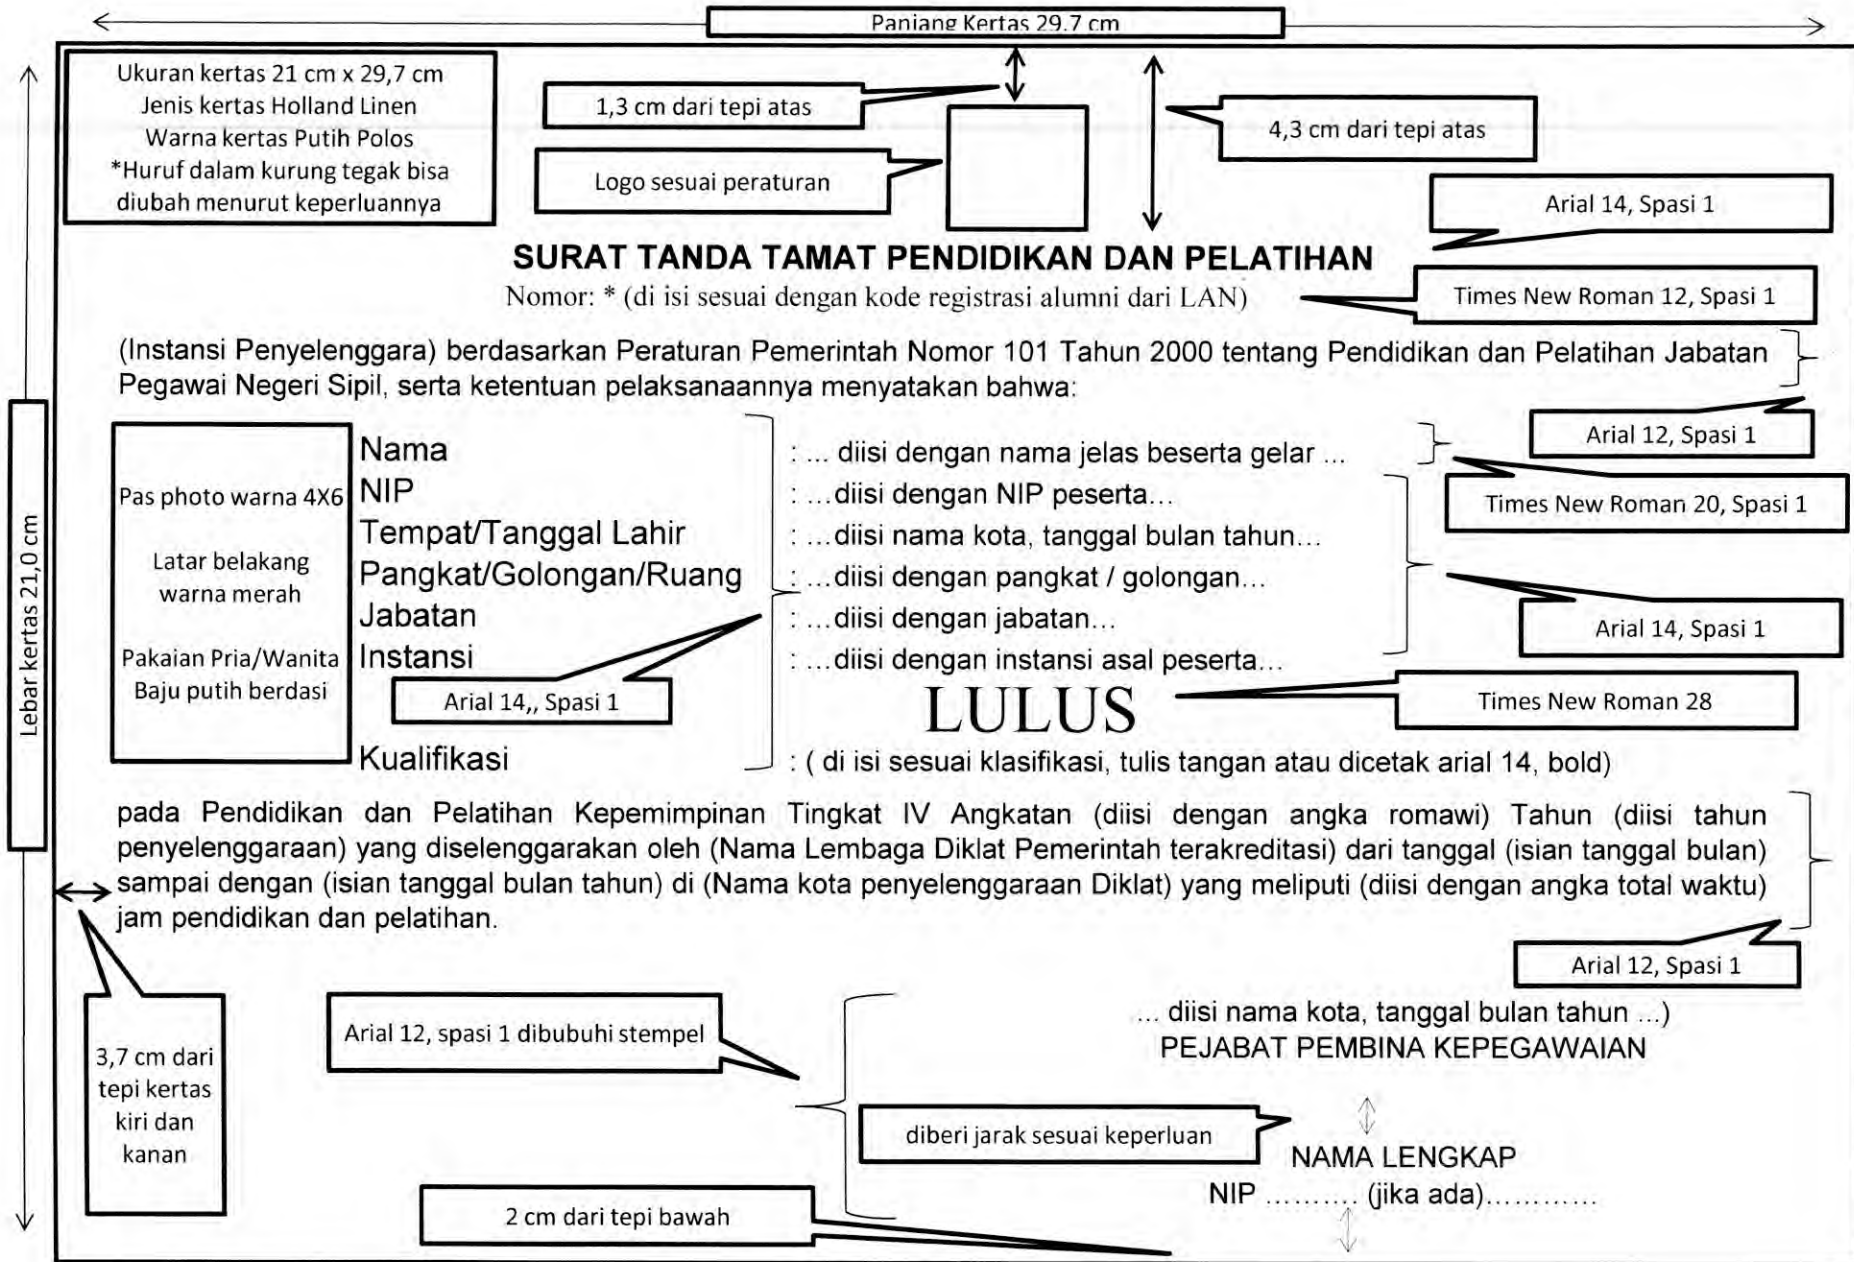 Panjang Kertas 29.7 cm
Ukuran kertas 21 cm x 29,7 cm
Jenis kertas Holland Linen
Warna kertas Putih Polos
*Huruf dalam kurung tegak bisa
diubah menurut keperluannya
1,3 cm dari tepi atas
4,3 cm dari tepi atas
Logo sesuai peraturan
Arial 14, Spasi 1
SURAT TANDA TAMAT PENDIDIKAN DAN PELATIHAN
Nomor: * (di isi sesuai dengan kode registrasi alumni dari LAN)
Times New Roman 12, Spasi 1
(Instansi Penyelenggara) berdasarkan Peraturan Pemerintah Nomor 101 Tahun 2000 tentang Pendidikan dan Pelatihan Jabatan
Pegawai Negeri Sipil, serta ketentuan pelaksanaannya menyatakan bahwa:
Arial 12, Spasi 1
Lebar kertas 21,0 cm
Pas photo warna 4X6
Latar belakang
warna merah
Pakaian Pria/Wanita
Baju putih berdasi
Nama : ... diisi dengan nama jelas beserta gelar ...
NIP : ...diisi dengan NIP peserta...
Times New Roman 20, Spasi 1
Tempat/Tanggal Lahir : ...diisi nama kota, tanggal bulan tahun...
Pangkat/Golongan/Ruang : ...diisi dengan pangkat / golongan...
Jabatan : ...diisi dengan jabatan...
Arial 14, Spasi 1
Instansi : ...diisi dengan instansi asal peserta...
Arial 14,, Spasi 1
LULUS
Times New Roman 28
Kualifikasi : ( di isi sesuai klasifikasi, tulis tangan atau dicetak arial 14, bold)
pada Pendidikan dan Pelatihan Kepemimpinan Tingkat IV Angkatan (diisi dengan angka romawi) Tahun (diisi tahun
penyelenggaraan) yang diselenggarakan oleh (Nama Lembaga Diklat Pemerintah terakreditasi) dari tanggal (isian tanggal bulan)
sampai dengan (isian tanggal bulan tahun) di (Nama kota penyelenggaraan Diklat) yang meliputi (diisi dengan angka total waktu)
jam pendidikan dan pelatihan.
Arial 12, Spasi 1
3,7 cm dari
tepi kertas
kiri dan
kanan
Arial 12, spasi 1 dibubuhi stempel
... diisi nama kota, tanggal bulan tahun ...)
PEJABAT PEMBINA KEPEGAWAIAN
diberi jarak sesuai keperluan
NAMA LENGKAP
NIP .......... (jika ada)............
2 cm dari tepi bawah